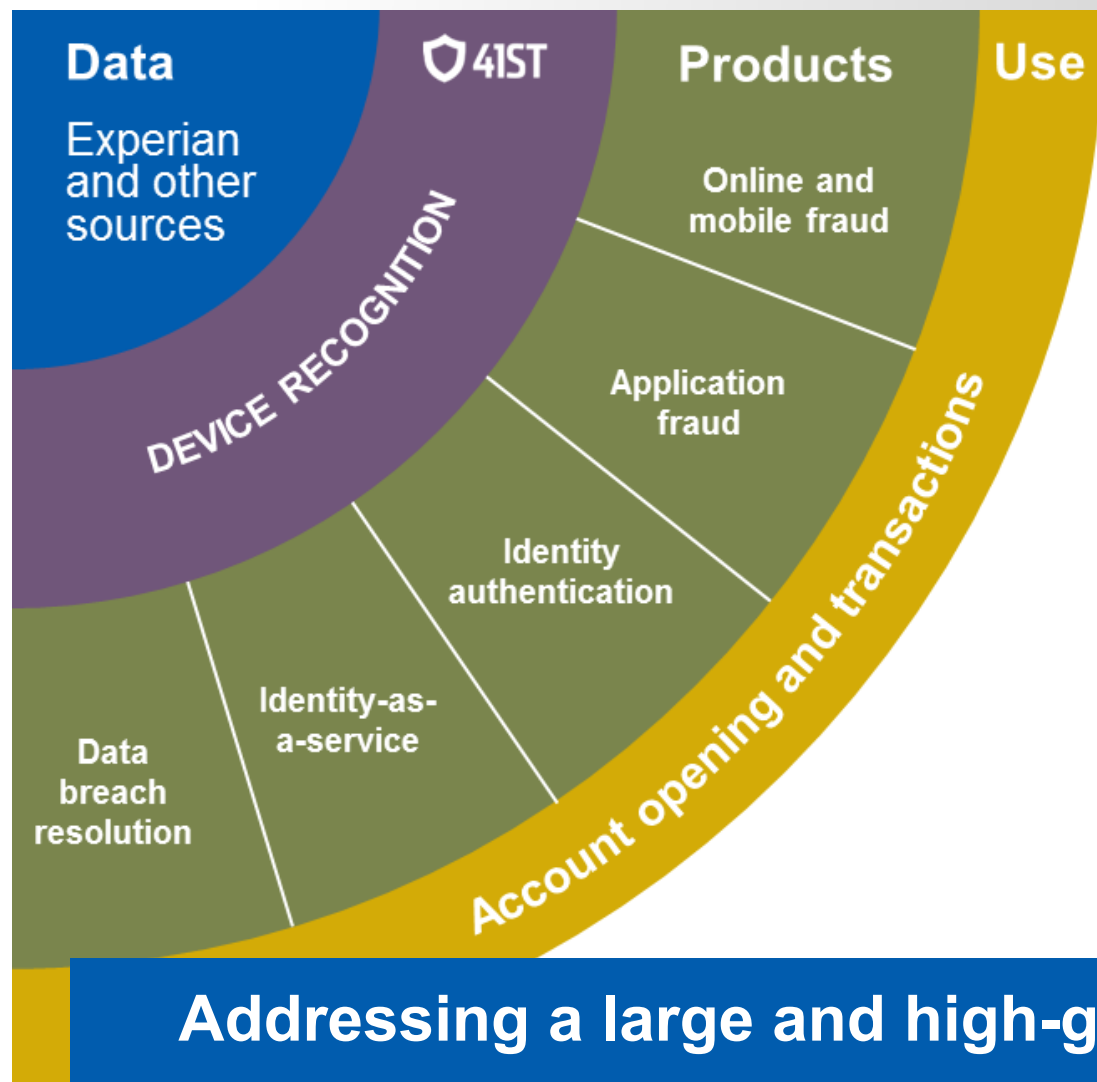 Data
Experian
and other
sources
41ST
DEVICE RECOGNITION
Products
Online and
mobile fraud
Application
fraud
Identity
authentication
Identity-as-
a-service
Data
breach
resolution
Use
Account opening and transactions
Addressing a large and high-g